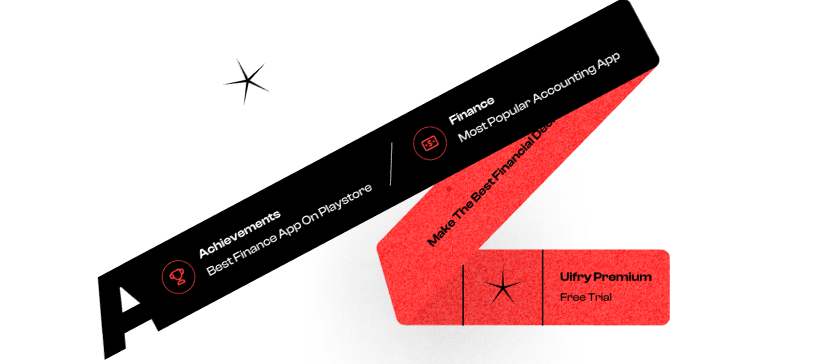 Finance
Most Popular Accounting App
Achievements
Best Finance App On Playstore
Make The Best Financial
Uifry Premium
Free Trial
A